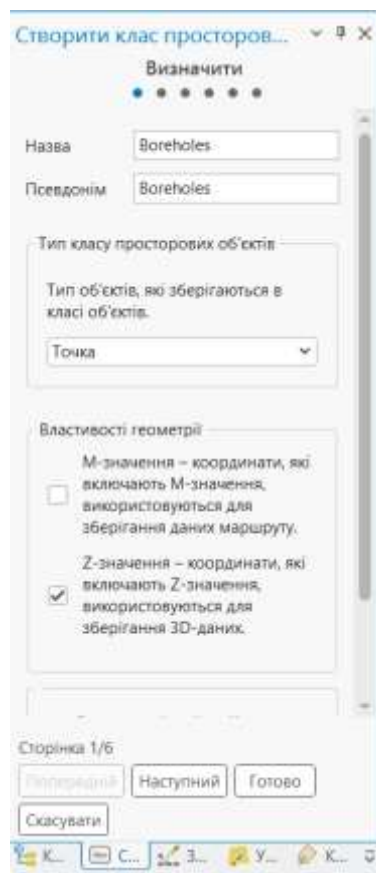 Створити клас просторов...
Визначити
Назва Boreholes
Псевдонім Boreholes
Тип класу просторових об'єктів
Тип об'єктів, які зберігаються в
класі об'єктів.
Точка
Властивості геометрії
М-значення – координати, які
включають М-значення,
використовуються для
зберігання даних маршруту.
Z-значення – координати, які
включають Z-значення,
використовуються для
зберігання 3D-даних.
Сторінка 1/6
Попередній Наступний Готово
Скасувати
К... С... З... У... К...